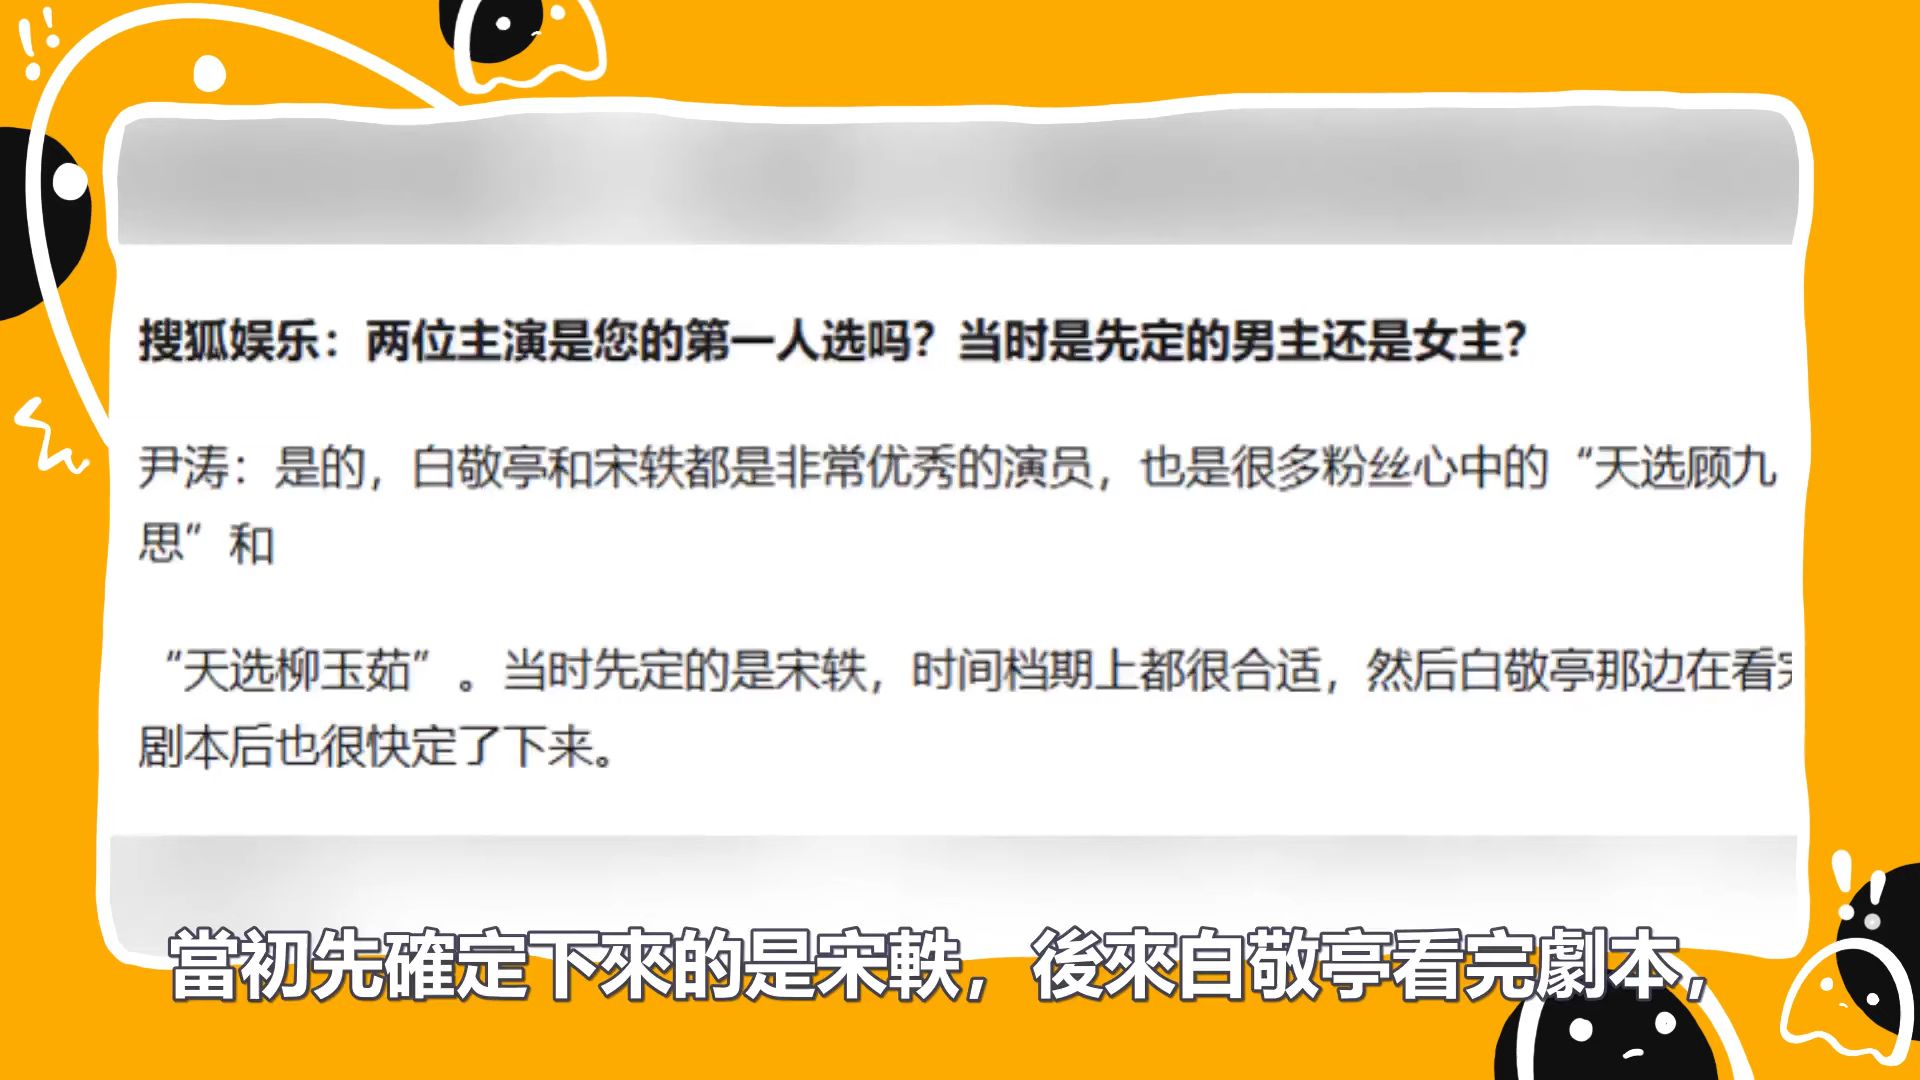 搜狐娱乐：两位主演是您的第一人选吗？当时是先定的男主还是女主？
尹涛：是的，白敬亭和宋轶都是非常优秀的演员，也是很多粉丝心中的“天选顾九
思”和
“天选柳玉茹”。当时先定的是宋轶，时间档期上都很合适，然后白敬亭那边在看完
剧本后也很快定了下来。
當初先確定下來的是宋軼，後來白敬亭看完劇本，